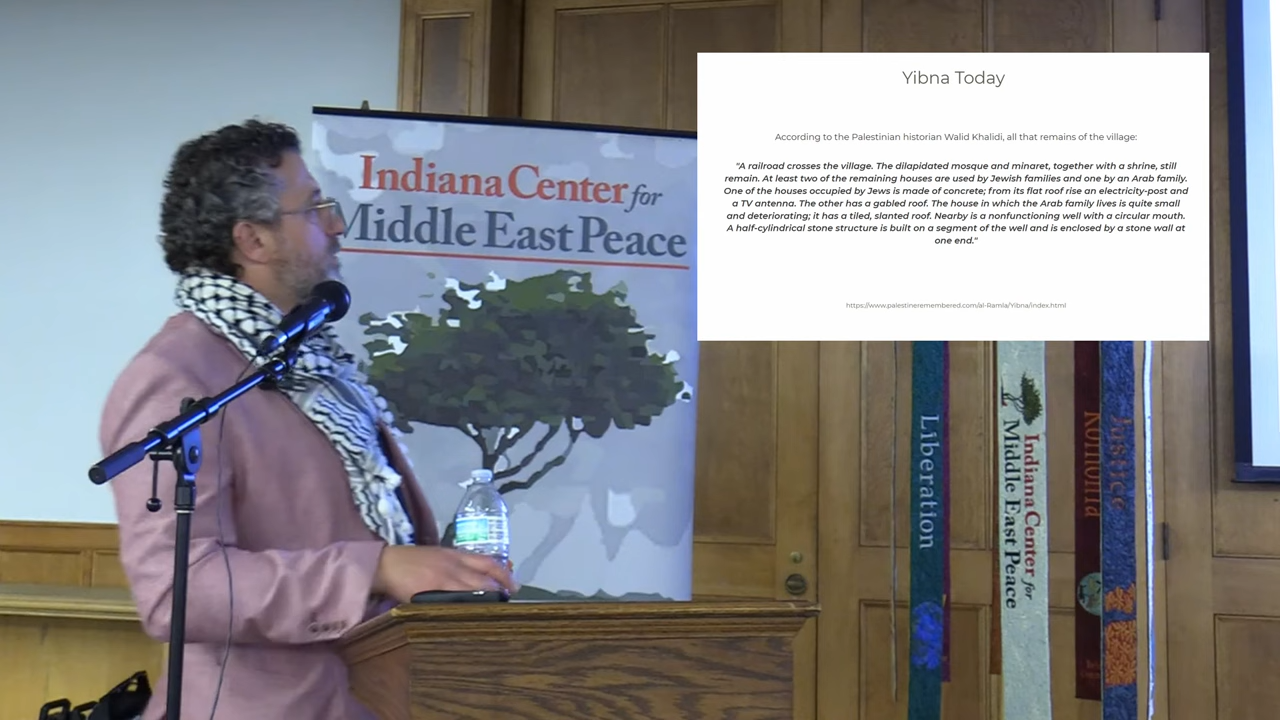 Indiana Center for
Middle East Peace
Yibna Today
According to the Palestinian historian Walid Khalidi, all that remains of the village:
"A railroad crosses the village. The dilapidated mosque and minaret, together with a shrine, still
remain. At least two of the remaining houses are used by Jewish families and one by an Arab family.
One of the houses occupied by Jews is made of concrete; from its flat roof rise an electricity-post and
a TV antenna. The other has a gabled roof. The house in which the Arab family lives is quite small
and deteriorating; it has a tiled, slanted roof. Nearby is a nonfunctioning well with a circular mouth.
A half-cylindrical stone structure is built on a segment of the well and is enclosed by a stone wall at
one end."
https://www.palestineremembered.com/al-Ramla/Yibna/index.html
Liberation
Indiana Center for
Middle East Peace
Koinonia
Justice